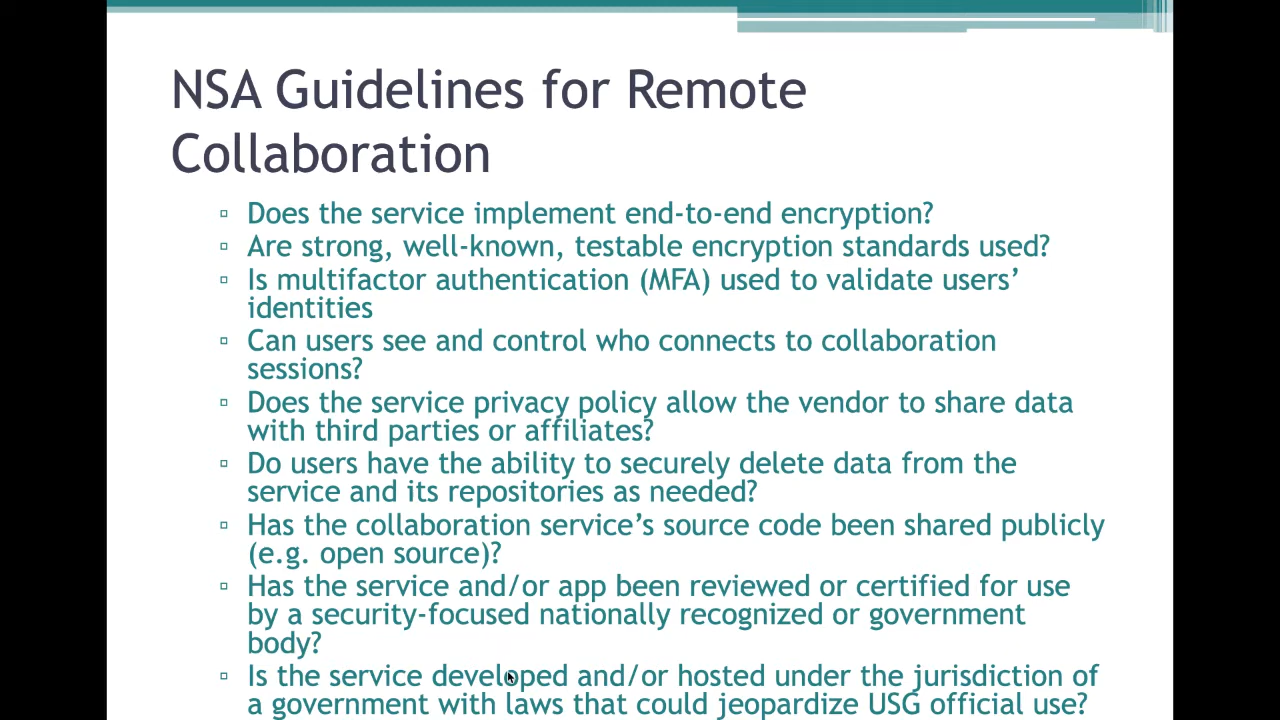 NSA Guidelines for Remote
Collaboration
▫ Does the service implement end-to-end encryption?
▫ Are strong, well-known, testable encryption standards used?
▫ Is multifactor authentication (MFA) used to validate users’
identities
▫ Can users see and control who connects to collaboration
sessions?
▫ Does the service privacy policy allow the vendor to share data
with third parties or affiliates?
▫ Do users have the ability to securely delete data from the
service and its repositories as needed?
▫ Has the collaboration service’s source code been shared publicly
(e.g. open source)?
▫ Has the service and/or app been reviewed or certified for use
by a security-focused nationally recognized or government
body?
▫ Is the service developed and/or hosted under the jurisdiction of
a government with laws that could jeopardize USG official use?